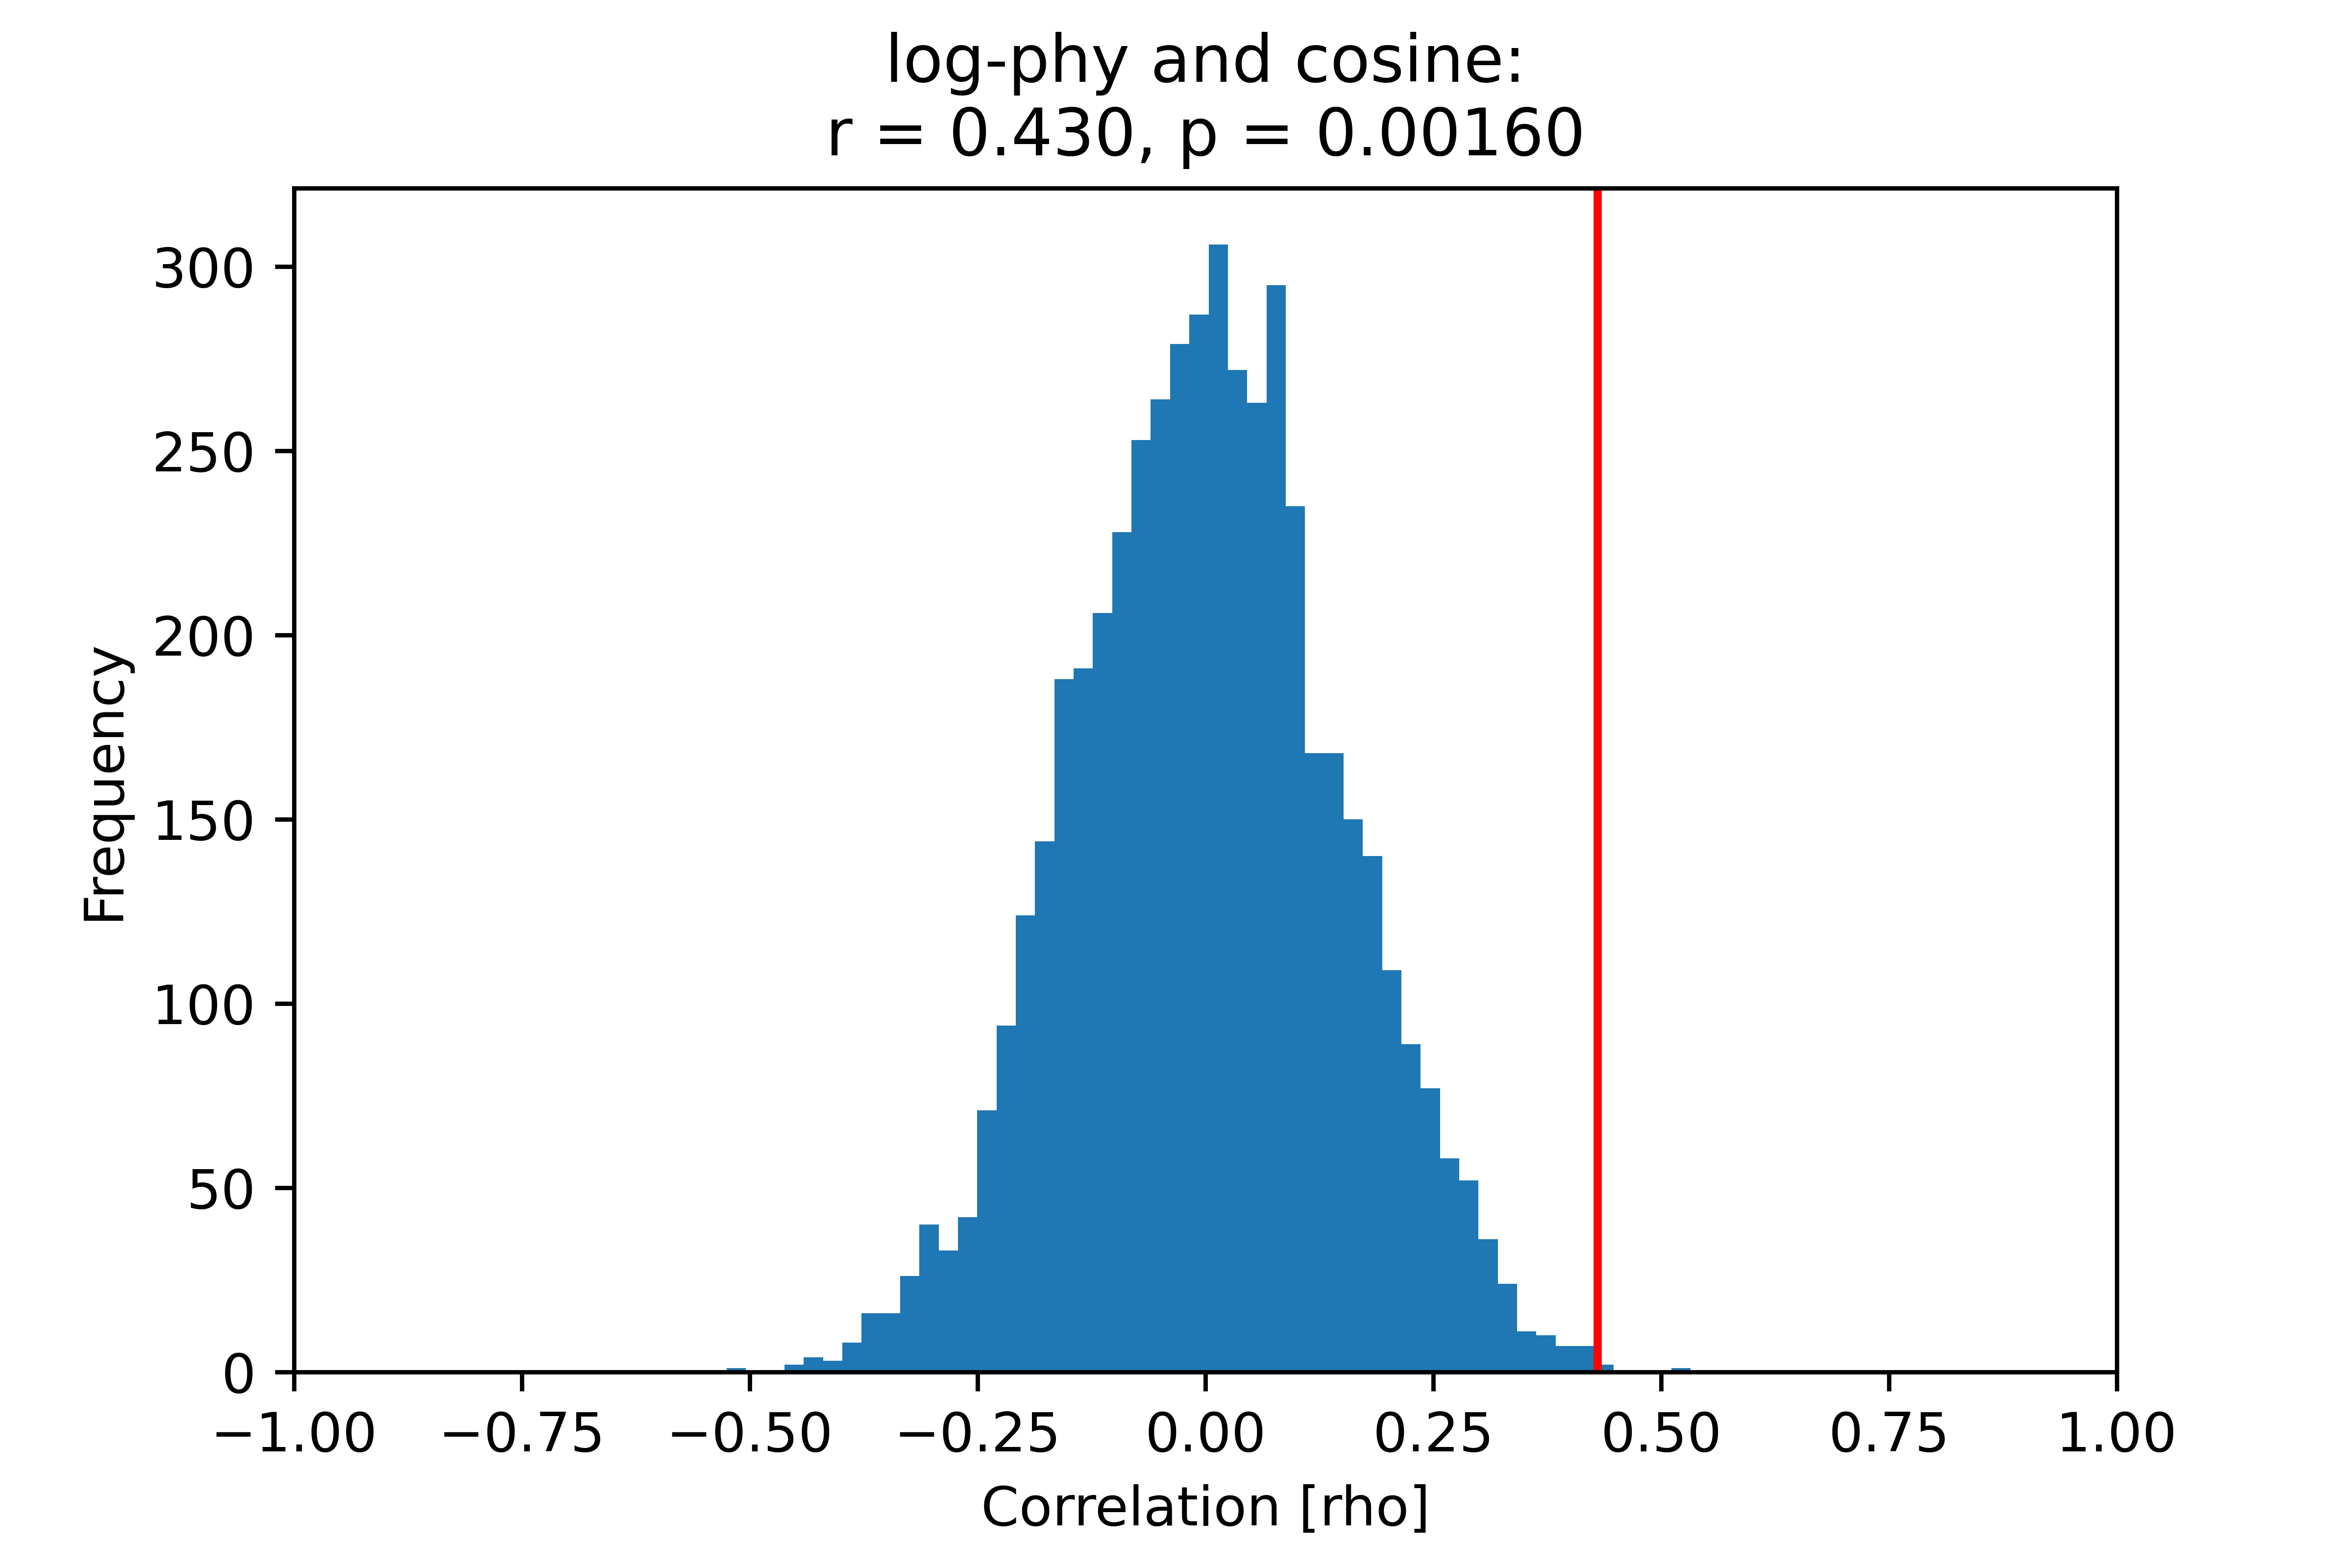 log-phy and cosine:
r = 0.430, p = 0.00160
Frequency
300
250
200
150
100
50
0
−1.00 −0.75 −0.50 −0.25 0.00 0.25 0.50 0.75 1.00
Correlation [rho]